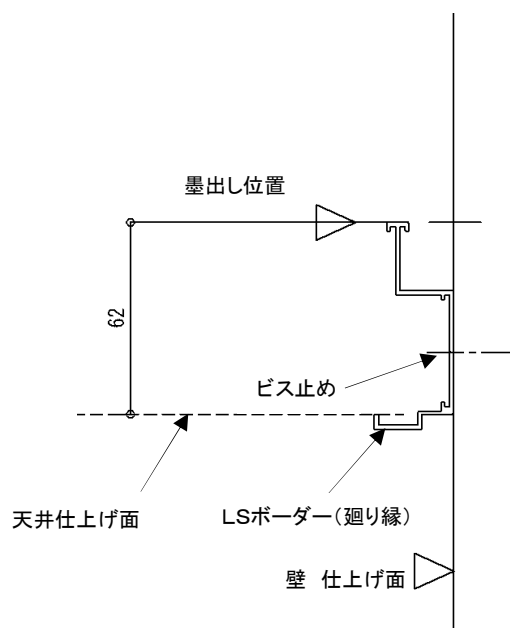 墨出し位置
62
ビス止め
天井仕上げ面
LSボーダー(廻り縁)
壁 仕上げ面